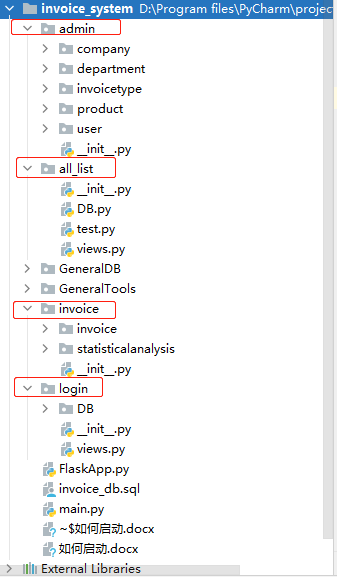 invoice_system D:\Program files\PyCharm\project
admin
company
department
invoicetype
product
user
__init__.py
all_list
__init__.py
DB.py
test.py
views.py
GeneralDB
GeneralTools
invoice
invoice
statisticalanalysis
__init__.py
login
DB
__init__.py
views.py
FlaskApp.py
invoice_db.sql
main.py
~$如何启动.docx
如何启动.docx
External Libraries